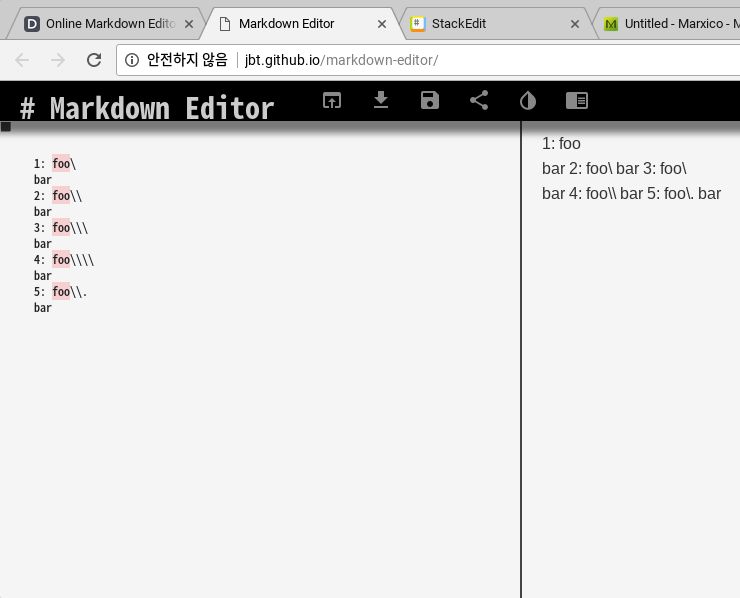 Online Markdown Edito
Markdown Editor
StackEdit
Untitled - Marxico - M
안전하지 않음
jbt.github.io/markdown-editor/
# Markdown Editor
1: foo\
bar
2: foo\\
bar
3: foo\\\
bar
4: foo\\\\
bar
5: foo\\.
bar
1: foo
bar 2: foo\ bar 3: foo\
bar 4: foo\\ bar 5: foo\. bar